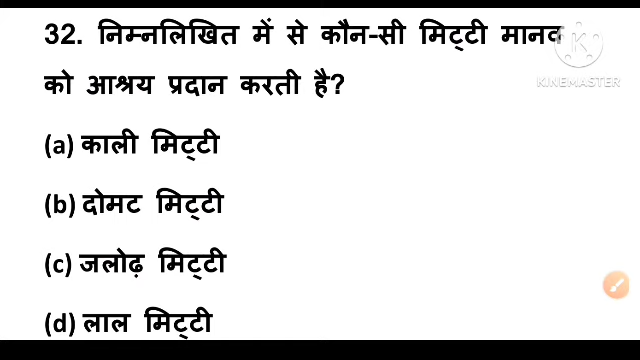 32. निम्नलिखित में से कौन-सी मिट्टी मानव
को आश्रय प्रदान करती है?
KINEMASTER
(a) काली मिट्टी
(b) दोमट मिट्टी
(c) जलोढ़ मिट्टी
(d) लाल मिट्टी